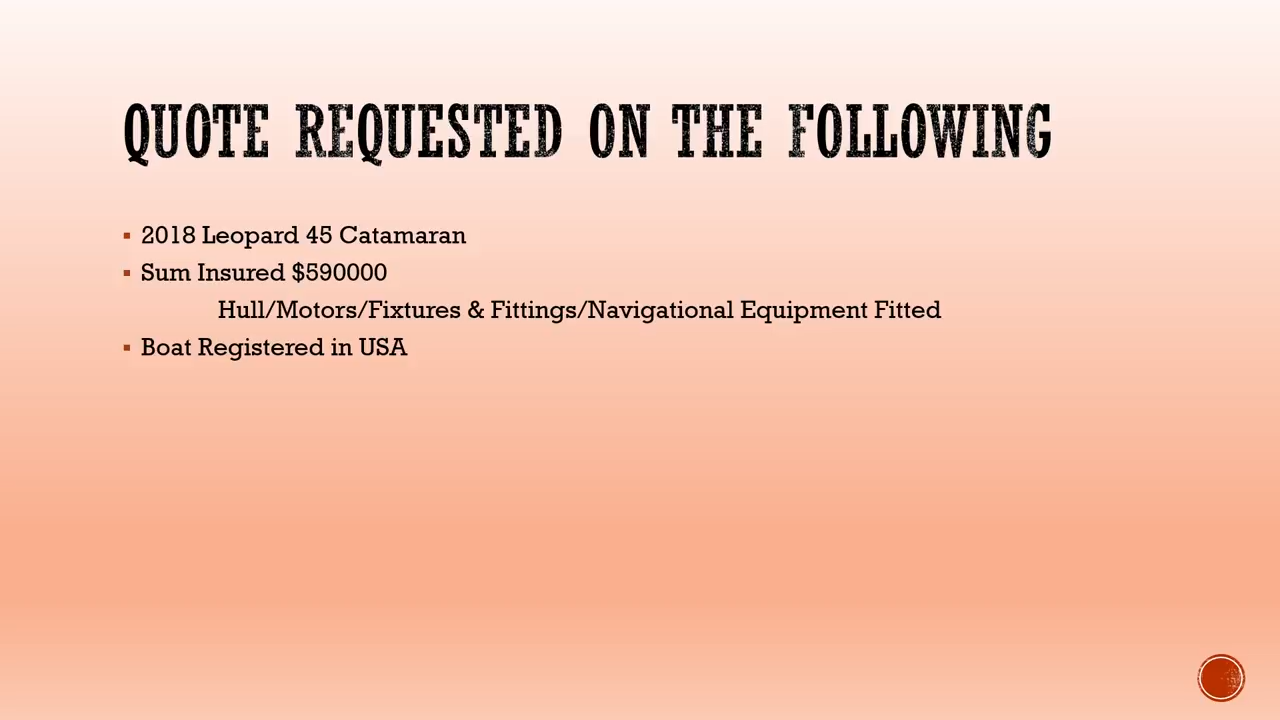 QUOTE REQUESTED ON THE FOLLOWING
▪ 2018 Leopard 45 Catamaran
▪ Sum Insured $590000
Hull/Motors/Fixtures & Fittings/Navigational Equipment Fitted
▪ Boat Registered in USA